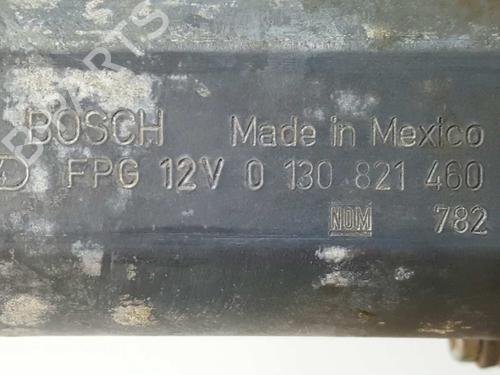 BOSCH Made in Mexico
FPG 12V 0 130 821 460
NOM 782